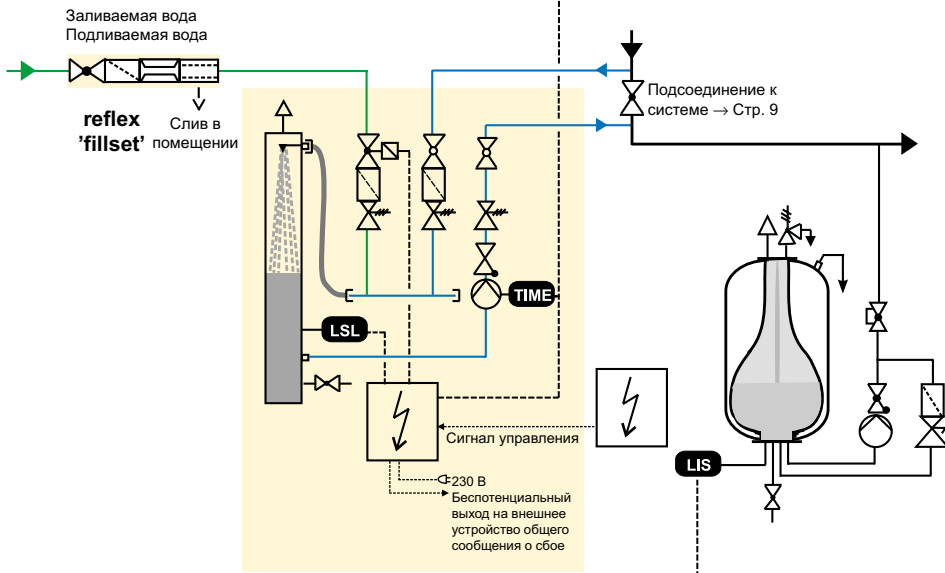 Заливаемая вода
Подливаемая вода
reflex
'fillset'
Слив в
помещении
Подсоединение к
системе → Стр. 9
TIME
LSL
Сигнал управления
LIS
230 В
Беспотенциальный
выход на внешнее
устройство общего
сообщения о сбое